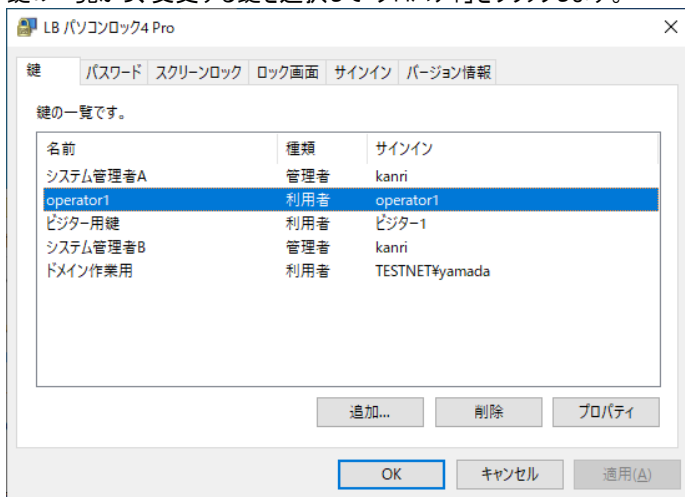 LB パソコンロック4 Pro
鍵 パスワード スクリーンロック ロック画面 サインイン バージョン情報
鍵の一覧です。
名前 種類 サインイン
システム管理者A 管理者 kanri
operator1 利用者 operator1
ビジター用鍵 利用者 ビジター1
システム管理者B 管理者 kanri
ドメイン作業用 利用者 TESTNET¥yamada
追加... 削除 プロパティ
OK キャンセル 適用(A)